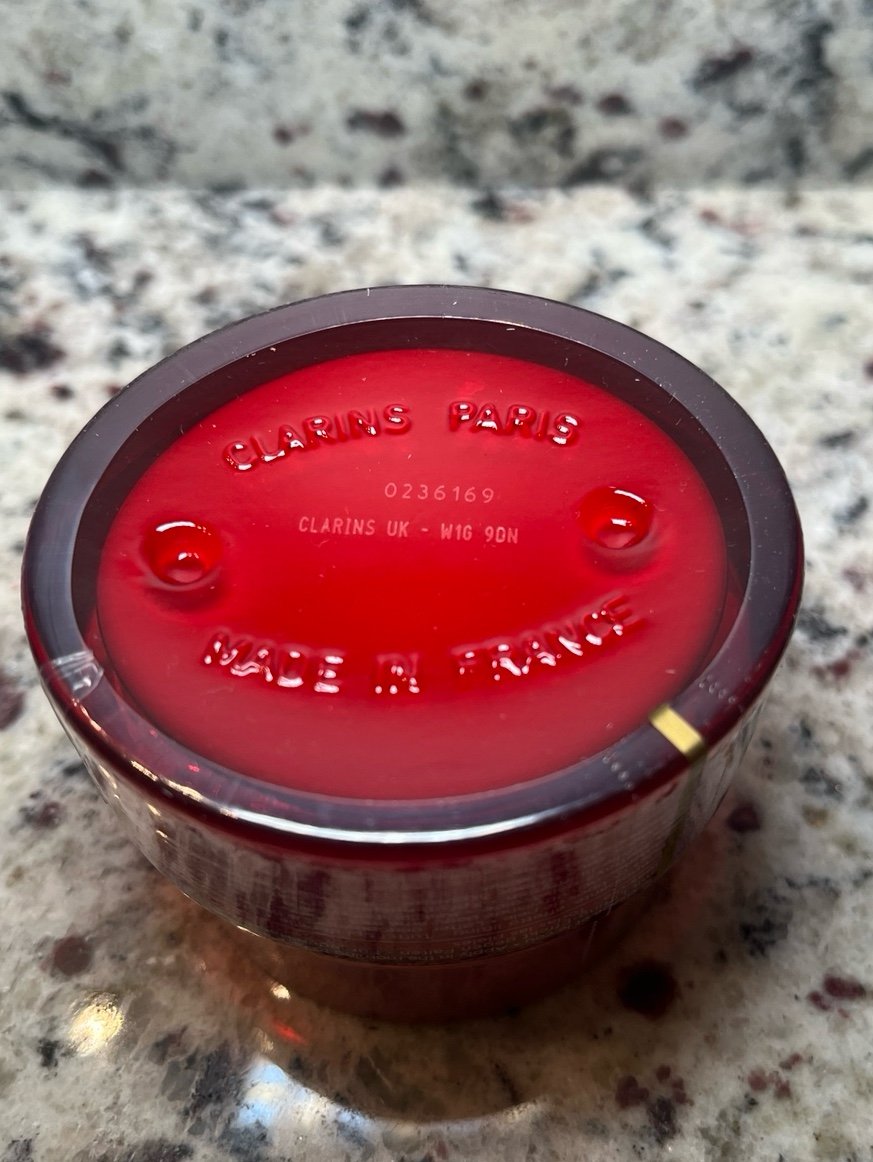 CLARINS PARIS
0236169
CLARINS UK - W1G 9DN
MADE IN FRANCE